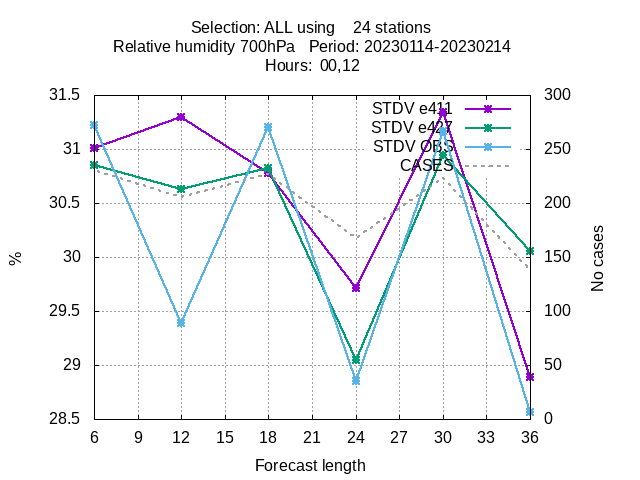 Selection: ALL using 24 stations
Relative humidity 700hPa Period: 20230114-20230214
Hours: 00,12
31.5
31
30.5
30
29.5
29
28.5
%
300
250
200
150
100
50
0
No cases
STDV e411
STDV e427
STDV OBS
CASES
6 9 12 15 18 21 24 27 30 33 36
Forecast length